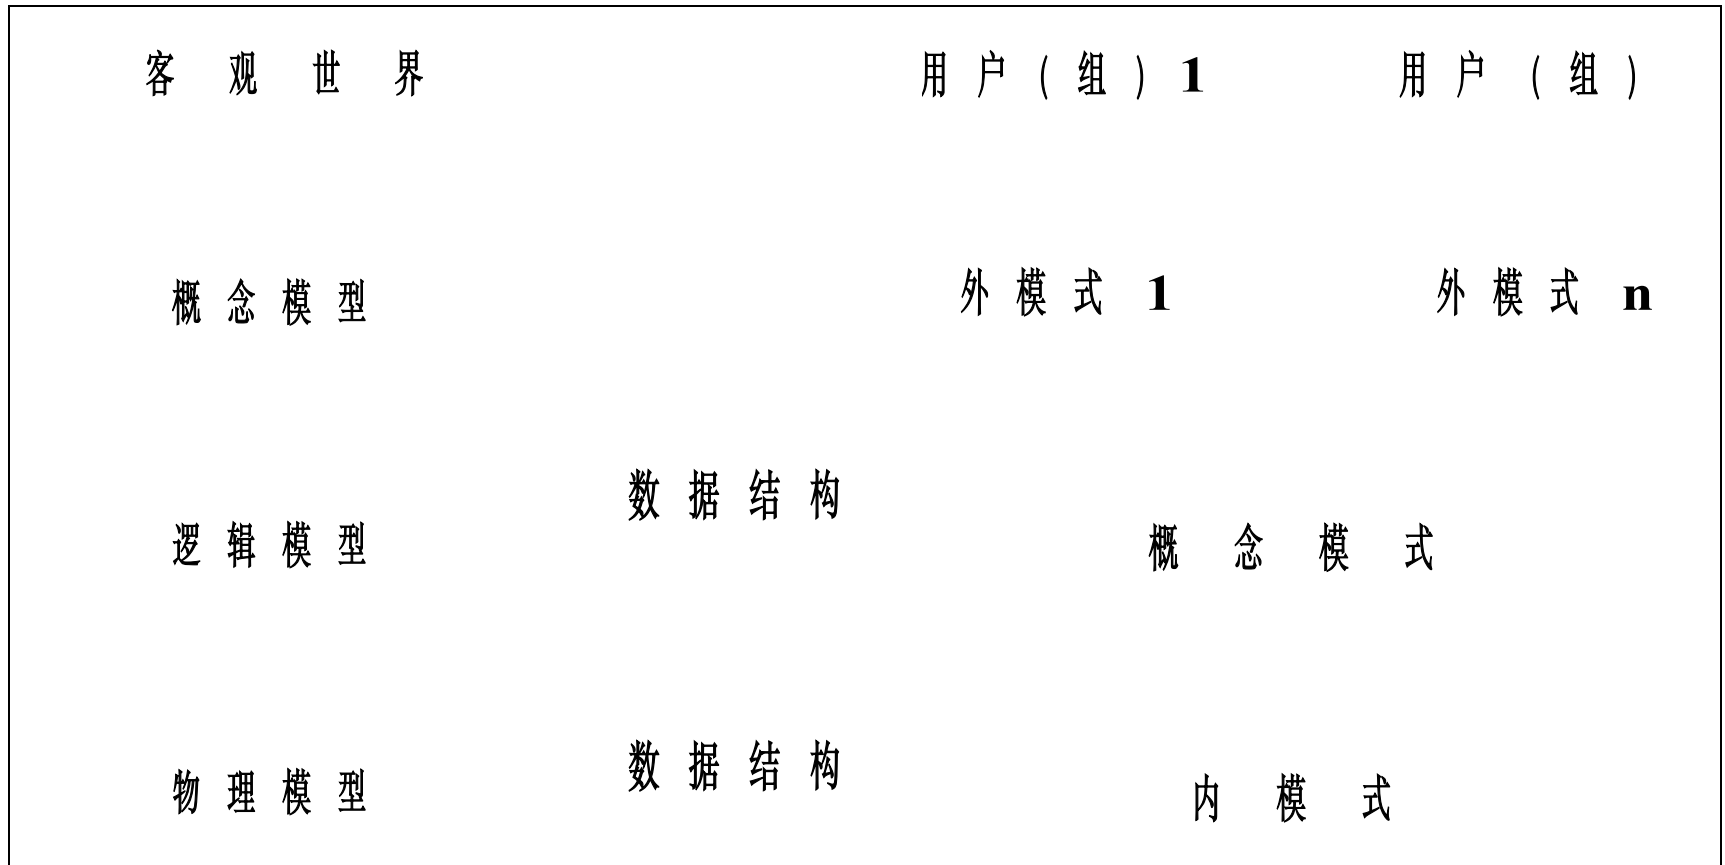 客观世界 用户(组)1 用户(组)
概念模型 外模式1 外模式n
数据结构
逻辑模型 概念模式
数据结构
物理模型 内模式